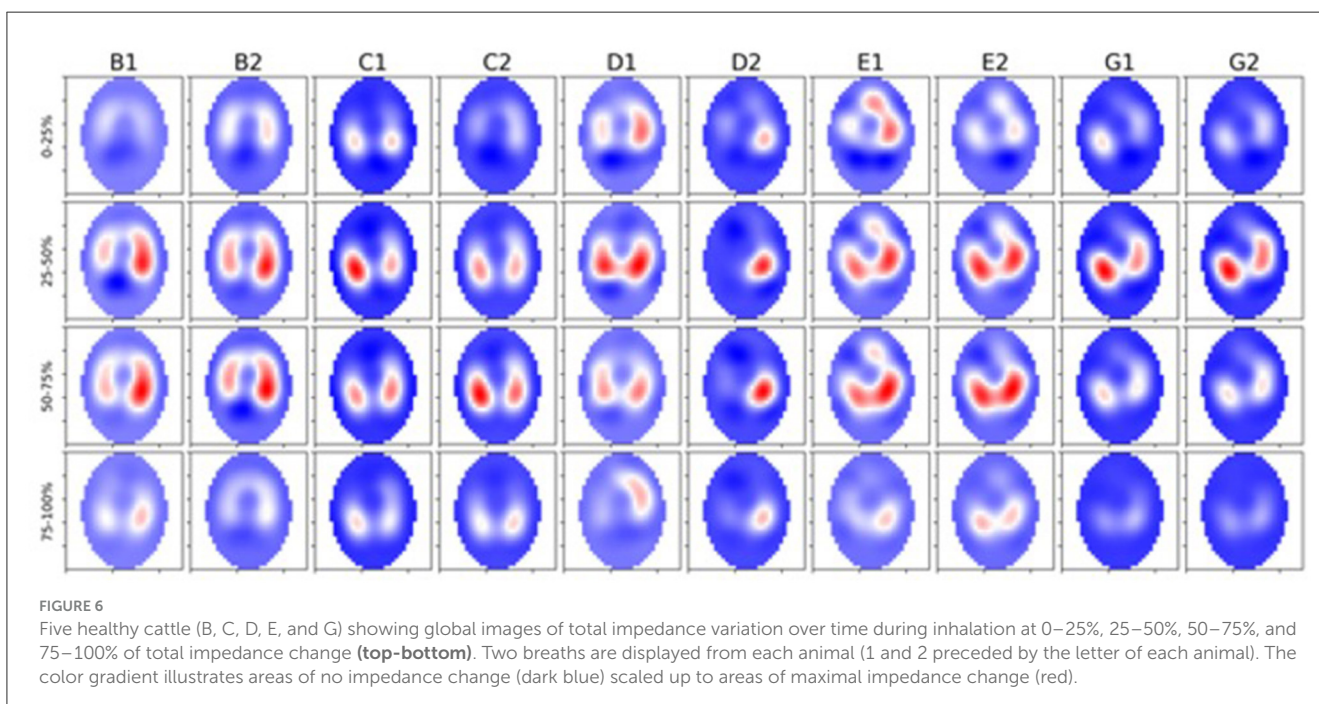 B1 B2 C1 C2 D1 D2 E1 E2 G1 G2
0-25%
25-50%
50-75%
75-100%
FIGURE 6
Five healthy cattle (B, C, D, E, and G) showing global images of total impedance variation over time during inhalation at 0–25%, 25–50%, 50–75%, and
75–100% of total impedance change (top-bottom). Two breaths are displayed from each animal (1 and 2 preceded by the letter of each animal). The
color gradient illustrates areas of no impedance change (dark blue) scaled up to areas of maximal impedance change (red).